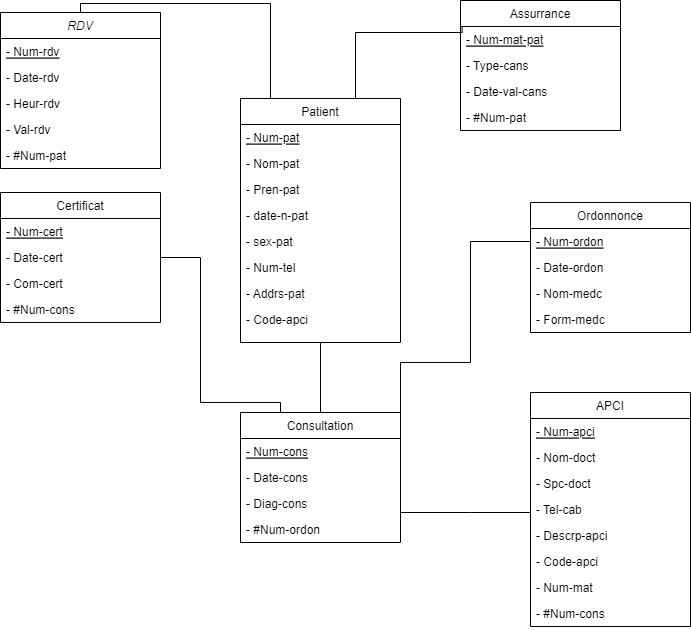 RDV
- Num-rdv
- Date-rdv
- Heur-rdv
- Val-rdv
- #Num-pat
Assurrance
- Num-mat-pat
- Type-cans
- Date-val-cans
- #Num-pat
Patient
- Num-pat
- Nom-pat
- Pren-pat
- date-n-pat
- sex-pat
- Num-tel
- Addrs-pat
- Code-apci
Certificat
- Num-cert
- Date-cert
- Com-cert
- #Num-cons
Ordonnonce
- Num-ordon
- Date-ordon
- Nom-medc
- Form-medc
Consultation
- Num-cons
- Date-cons
- Diag-cons
- #Num-ordon
APCI
- Num-apci
- Nom-doct
- Spc-doct
- Tel-cab
- Descrp-apci
- Code-apci
- Num-mat
- #Num-cons